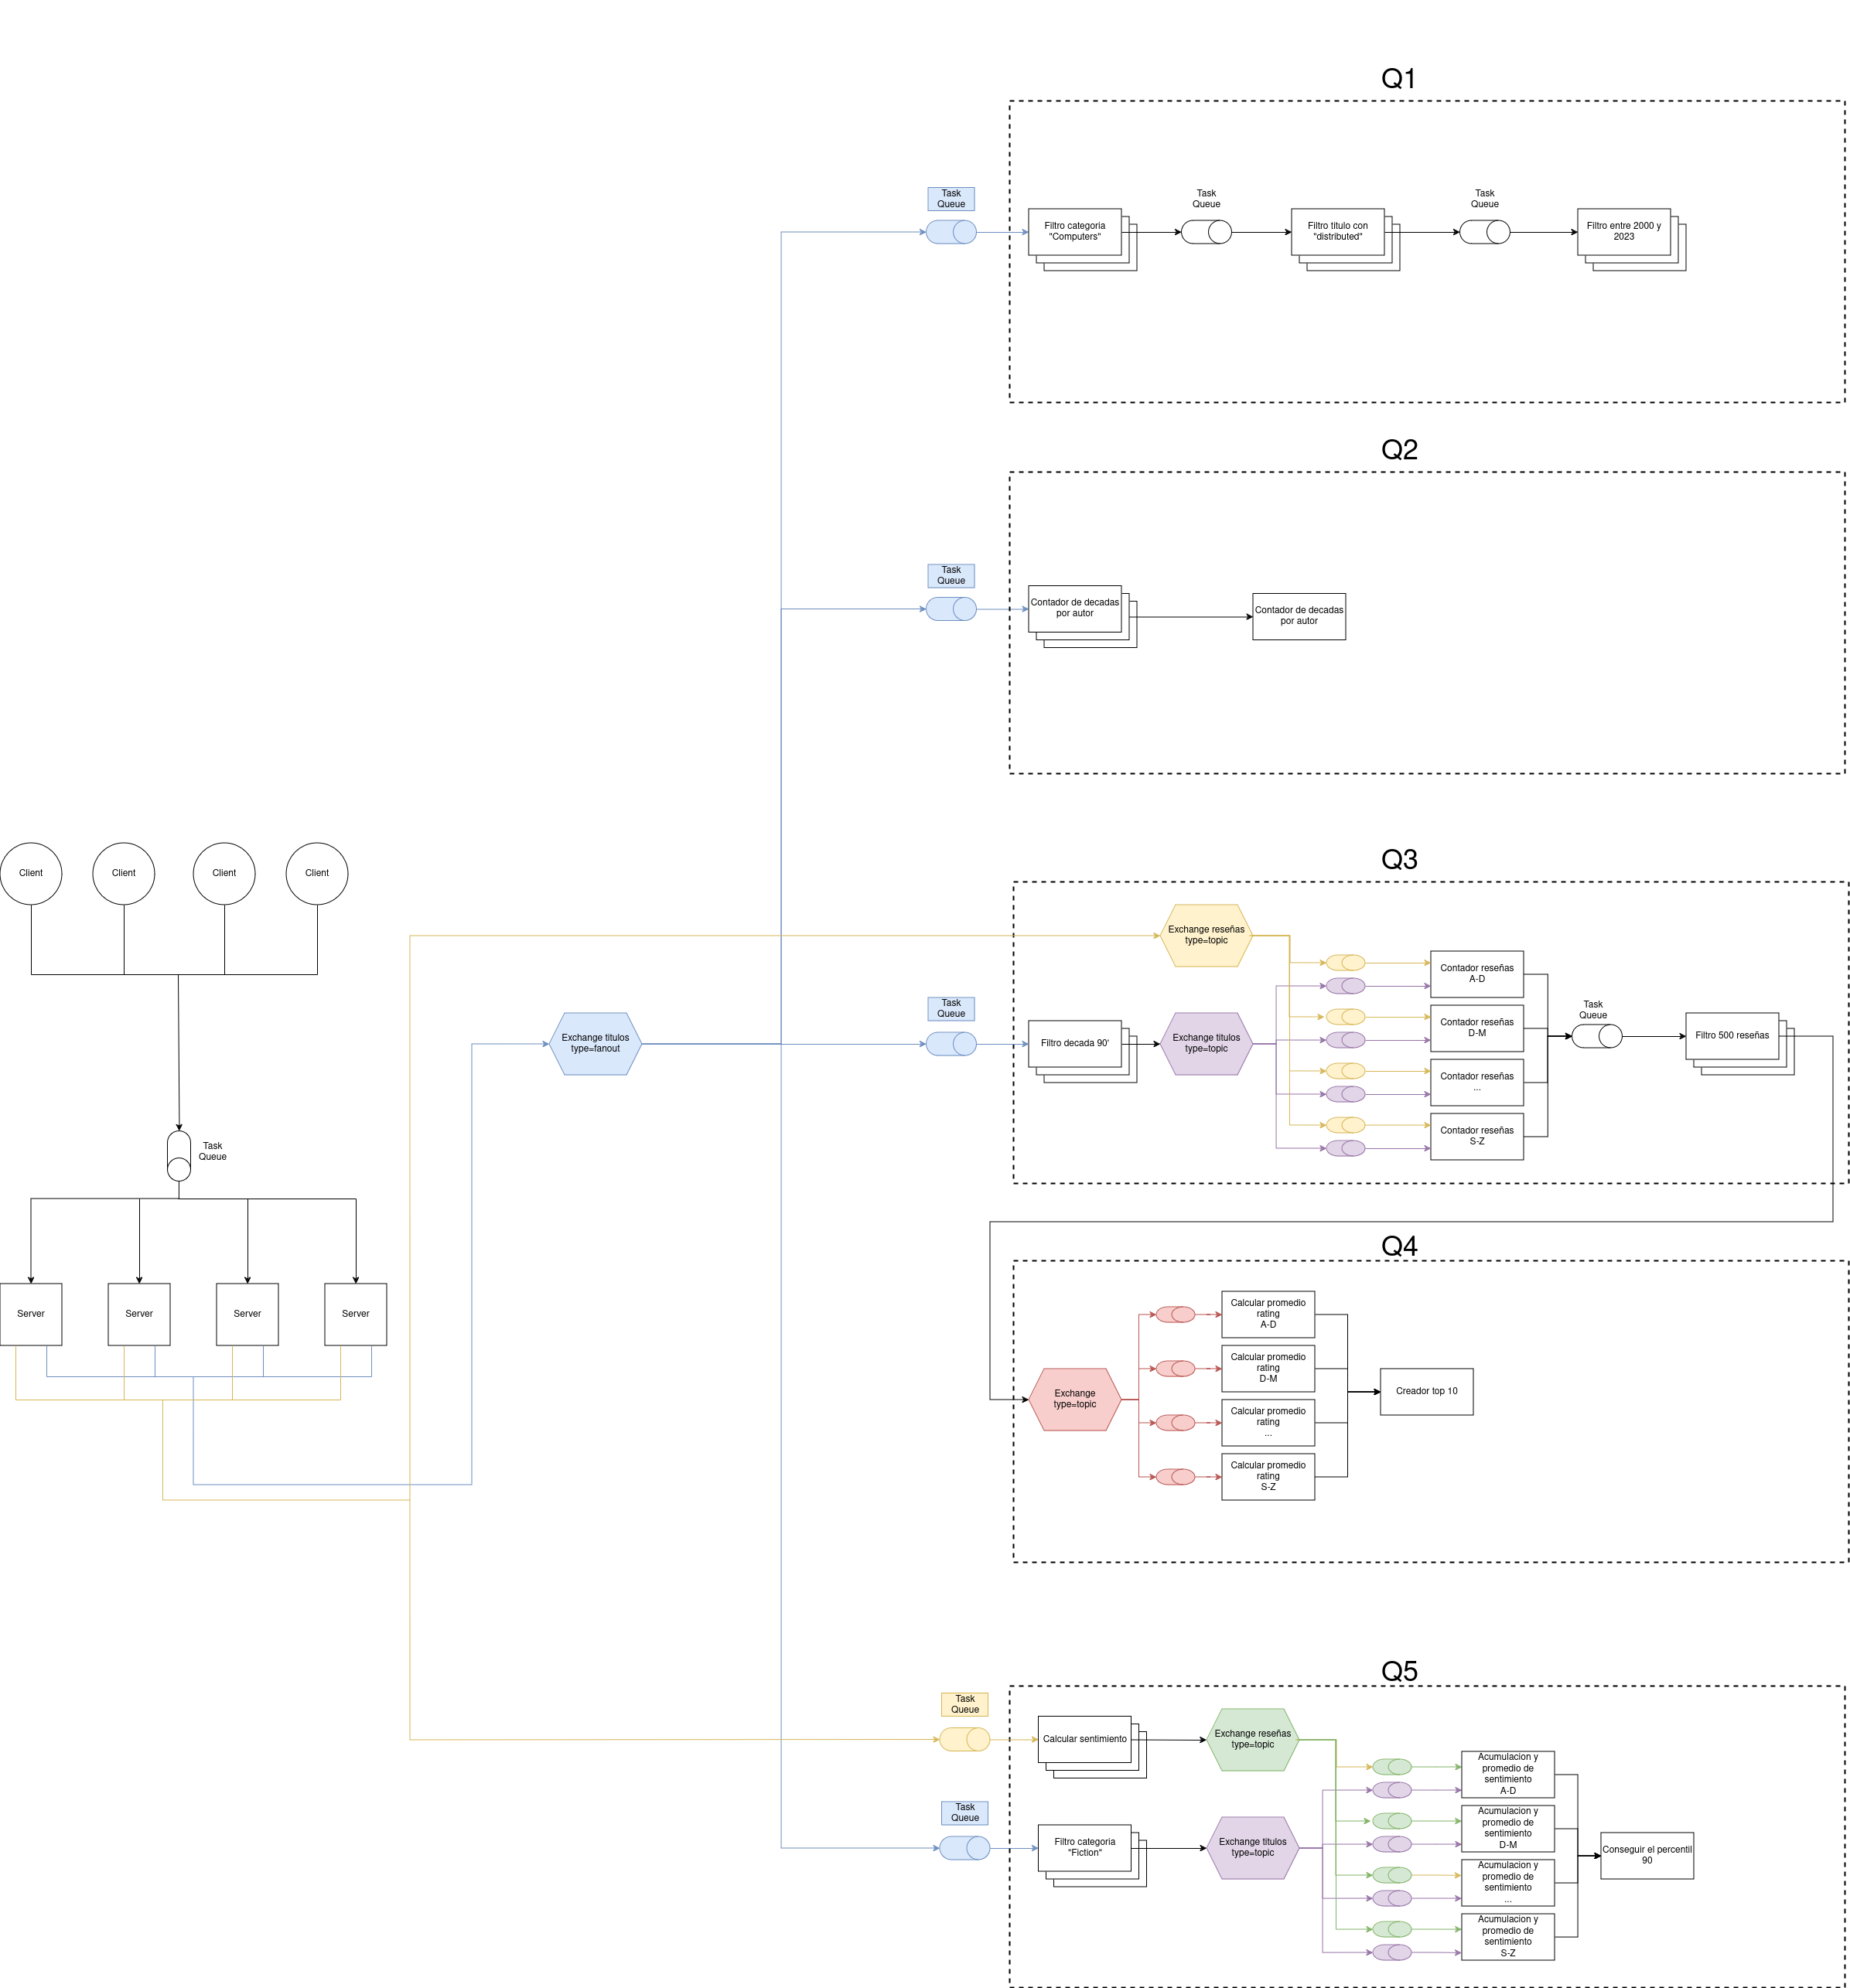 Q1
Task
Queue
Filtro categoria
"Computers"
Task
Queue
Filtro titulo con
"distributed"
Task
Queue
Filtro entre 2000 y
2023
Q2
Task
Queue
Contador de decadas
por autor
Contador de decadas
por autor
Client
Client
Client
Client
Task
Queue
Server
Server
Server
Server
Exchange titulos
type=fanout
Q3
Exchange reseñas
type=topic
Task
Queue
Filtro decada 90'
Exchange titulos
type=topic
Contador reseñas
A-D
Contador reseñas
D-M
Contador reseñas
...
Contador reseñas
S-Z
Task
Queue
Filtro 500 reseñas
Q4
Exchange
type=topic
Calcular promedio
rating
A-D
Calcular promedio
rating
D-M
Calcular promedio
rating
...
Calcular promedio
rating
S-Z
Creador top 10
Q5
Task
Queue
Calcular sentimiento
Exchange reseñas
type=topic
Task
Queue
Filtro categoria
"Fiction"
Exchange titulos
type=topic
Acumulacion y
promedio de
sentimiento
A-D
Acumulacion y
promedio de
sentimiento
D-M
Acumulacion y
promedio de
sentimiento
...
Acumulacion y
promedio de
sentimiento
S-Z
Conseguir el percentil
90